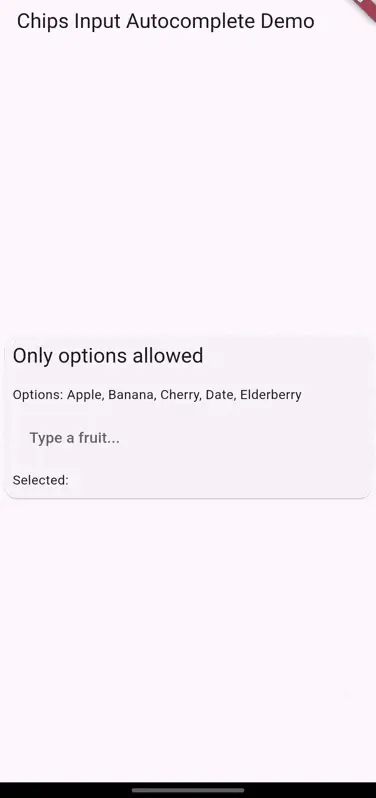 Chips Input Autocomplete Demo
Only options allowed
Options: Apple, Banana, Cherry, Date, Elderberry
Type a fruit...
Selected: